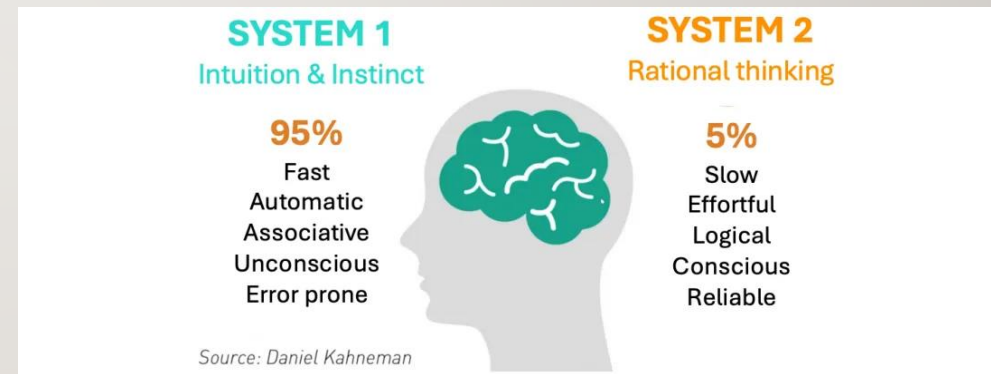 SYSTEM 1
Intuition & Instinct
95%
Fast
Automatic
Associative
Unconscious
Error prone
SYSTEM 2
Rational thinking
5%
Slow
Effortful
Logical
Conscious
Reliable
Source: Daniel Kahneman